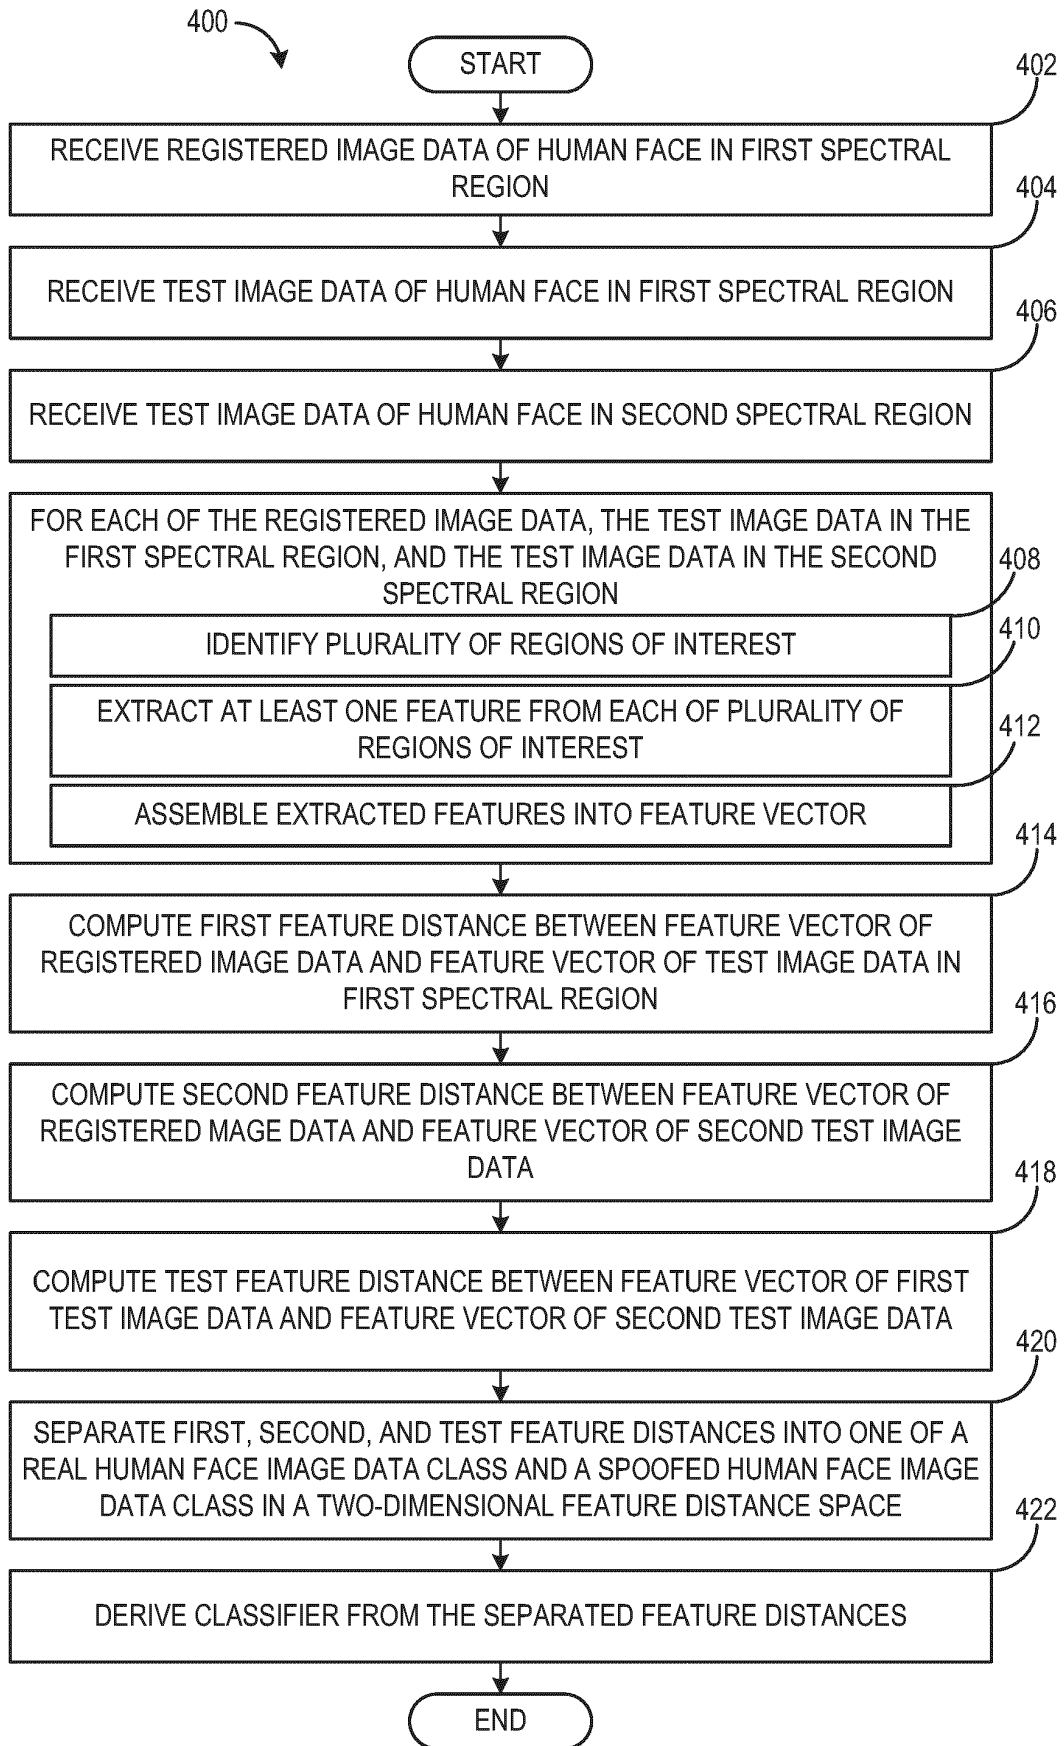 400
START
402
RECEIVE REGISTERED IMAGE DATA OF HUMAN FACE IN FIRST SPECTRAL
REGION
404
RECEIVE TEST IMAGE DATA OF HUMAN FACE IN FIRST SPECTRAL REGION
406
RECEIVE TEST IMAGE DATA OF HUMAN FACE IN SECOND SPECTRAL REGION
FOR EACH OF THE REGISTERED IMAGE DATA, THE TEST IMAGE DATA IN THE
FIRST SPECTRAL REGION, AND THE TEST IMAGE DATA IN THE SECOND
SPECTRAL REGION
408
IDENTIFY PLURALITY OF REGIONS OF INTEREST
410
EXTRACT AT LEAST ONE FEATURE FROM EACH OF PLURALITY OF
REGIONS OF INTEREST
412
ASSEMBLE EXTRACTED FEATURES INTO FEATURE VECTOR
414
COMPUTE FIRST FEATURE DISTANCE BETWEEN FEATURE VECTOR OF
REGISTERED IMAGE DATA AND FEATURE VECTOR OF TEST IMAGE DATA IN
FIRST SPECTRAL REGION
416
COMPUTE SECOND FEATURE DISTANCE BETWEEN FEATURE VECTOR OF
REGISTERED MAGE DATA AND FEATURE VECTOR OF SECOND TEST IMAGE
DATA
418
COMPUTE TEST FEATURE DISTANCE BETWEEN FEATURE VECTOR OF FIRST
TEST IMAGE DATA AND FEATURE VECTOR OF SECOND TEST IMAGE DATA
420
SEPARATE FIRST, SECOND, AND TEST FEATURE DISTANCES INTO ONE OF A
REAL HUMAN FACE IMAGE DATA CLASS AND A SPOOFED HUMAN FACE IMAGE
DATA CLASS IN A TWO-DIMENSIONAL FEATURE DISTANCE SPACE
422
DERIVE CLASSIFIER FROM THE SEPARATED FEATURE DISTANCES
END